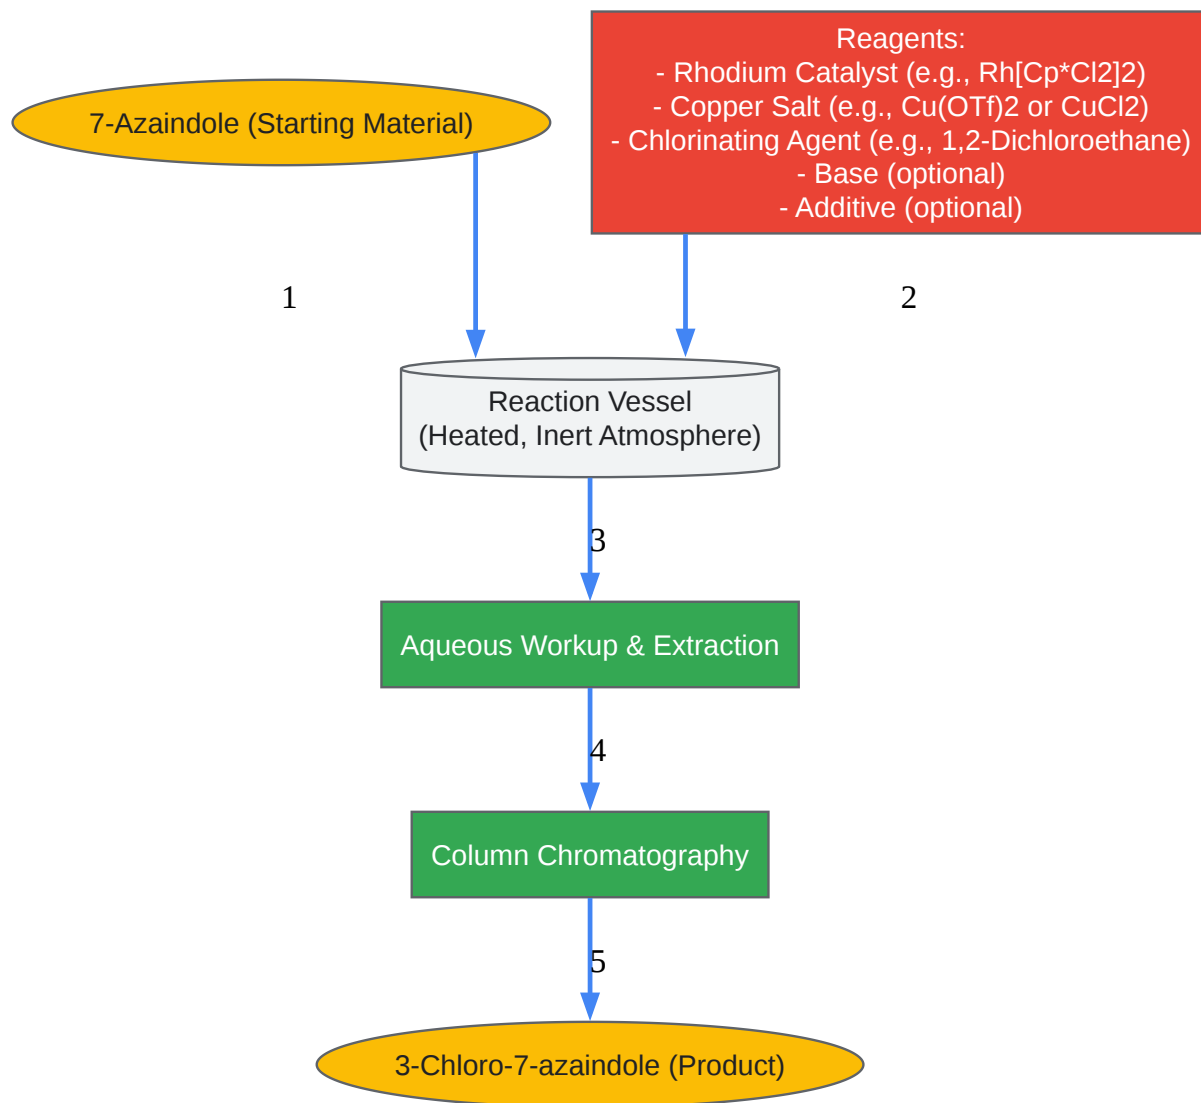 7-Azaindole (Starting Material)
Reagents:
- Rhodium Catalyst (e.g., Rh[Cp*Cl2]2)
- Copper Salt (e.g., Cu(OTf)2 or CuCl2)
- Chlorinating Agent (e.g., 1,2-Dichloroethane)
- Base (optional)
- Additive (optional)
1
2
Reaction Vessel
(Heated, Inert Atmosphere)
3
Aqueous Workup & Extraction
4
Column Chromatography
5
3-Chloro-7-azaindole (Product)